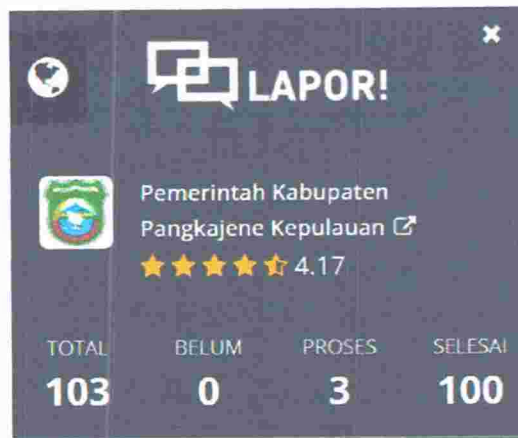 LAPOR!
Pemerintah Kabupaten
Pangkajene Kepulauan
4.17
TOTAL BELUM PROSES SELESAI
103 0 3 100